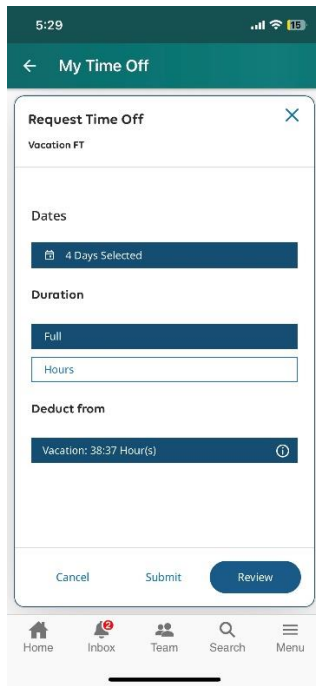 5:29
15
My Time Off
Request Time Off
Vacation FT
Dates
4 Days Selected
Duration
Full
Hours
Deduct from
Vacation: 38:37 Hour(s)
Cancel Submit Review
2
Home Inbox Team Search Menu